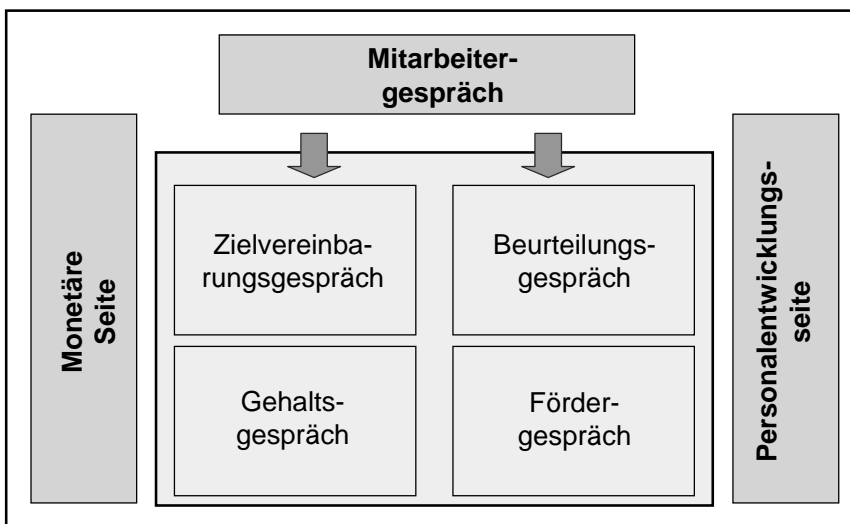 Mitarbeiter-
gespräch
Monetäre
Seite
Zielvereinba-
rungsgespräch
Beurteilungs-
gespräch
Gehalts-
gespräch
Förder-
gespräch
Personalentwicklungs-
seite